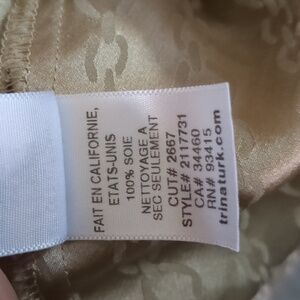 FAIT EN CALIFORNIE,
ETATS-UNIS
100% SOIE
NETTOYAGE A
SEC SEULEMENT
CUT# 2667
STYLE# 2117731
CA# 34460
RN# 93415
trinaturk.com